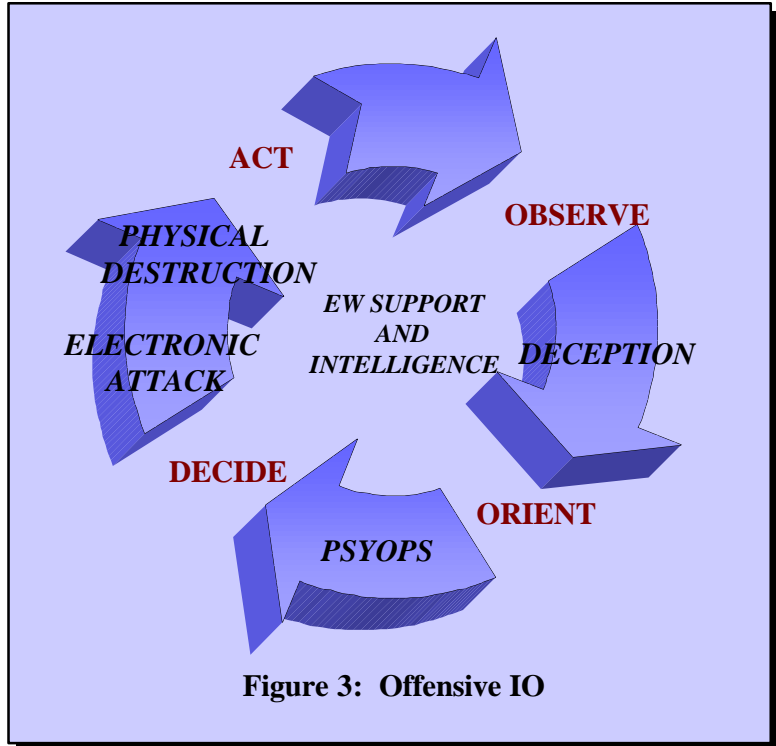 ACT
OBSERVE
PHYSICAL
DESTRUCTION
EW SUPPORT
AND
INTELLIGENCE
DECEPTION
ELECTRONIC
ATTACK
DECIDE
ORIENT
PSYOPS
Figure 3: Offensive IO